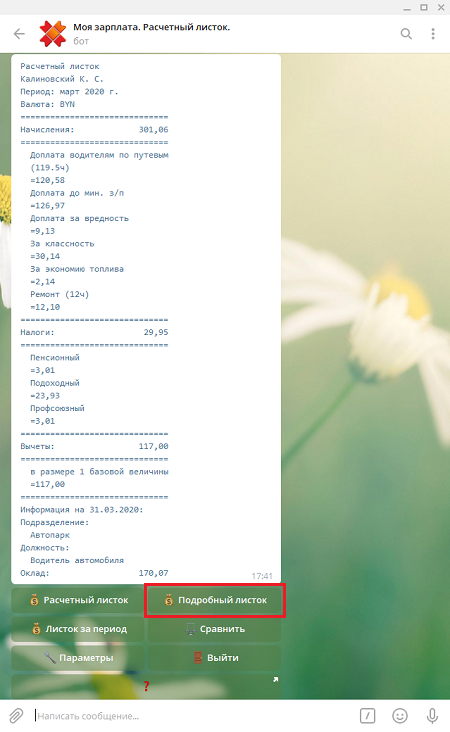 Моя зарплата. Расчетный листок.
бот
Расчетный листок
Калиновский К. С.
Период: март 2020 г.
Валюта: BYN
==============================
Начисления: 301,06
==============================
Доплата водителям по путевым
(119.5ч)
=120,58
Доплата до мин. з/п
=126,97
Доплата за вредность
=9,13
За классность
=30,14
За экономию топлива
=2,14
Ремонт (12ч)
=12,10
==============================
Налоги: 29,95
==============================
Пенсионный
=3,01
Подоходный
=23,93
Профсоюзный
=3,01
==============================
Вычеты: 117,00
==============================
в размере 1 базовой величины
=117,00
==============================
Информация на 31.03.2020:
Подразделение:
Автопарк
Должность:
Водитель автомобиля
Оклад: 170,07
17:41
Расчетный листок Подробный листок
Листок за период Сравнить
Параметры Выйти
?
Написать сообщение...